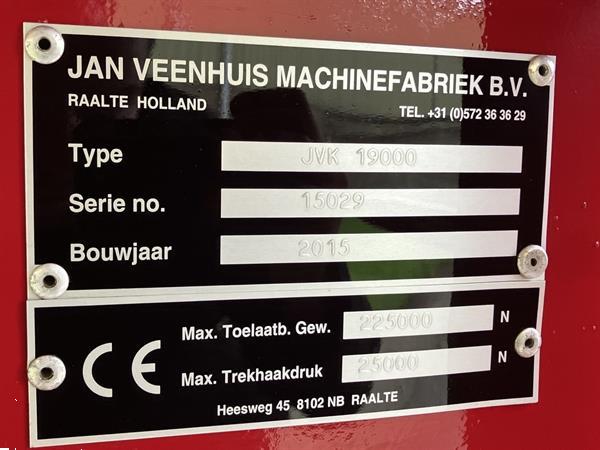 JAN VEENHUIS MACHINEFABRIEK B.V.
RAALTE HOLLAND TEL. +31 (0)572 36 36 29
Type JVK 19000
Serie no. 15029
Bouwjaar 2015
Max. Toelaatb. Gew. 225000 N
CE
Max. Trekhaakdruk 25000 N
Heesweg 45 8102 NB RAALTE